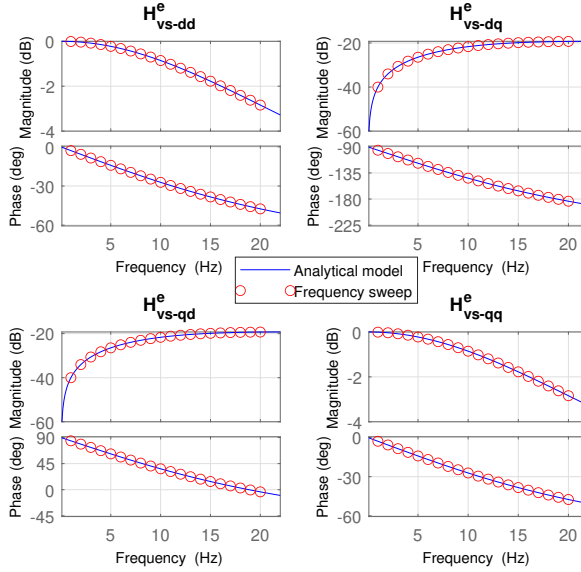 H^e_vs-dd
Magnitude (dB)
0
-2
-4
Phase (deg)
0
-30
-60
5 10 15 20
Frequency (Hz)
H^e_vs-dq
Magnitude (dB)
-20
-40
-60
Phase (deg)
-90
-135
-180
-225
5 10 15 20
Frequency (Hz)
Analytical model
Frequency sweep
H^e_vs-qd
Magnitude (dB)
-20
-40
-60
Phase (deg)
90
45
0
-45
5 10 15 20
Frequency (Hz)
H^e_vs-qq
Magnitude (dB)
0
-2
-4
Phase (deg)
0
-30
-60
5 10 15 20
Frequency (Hz)